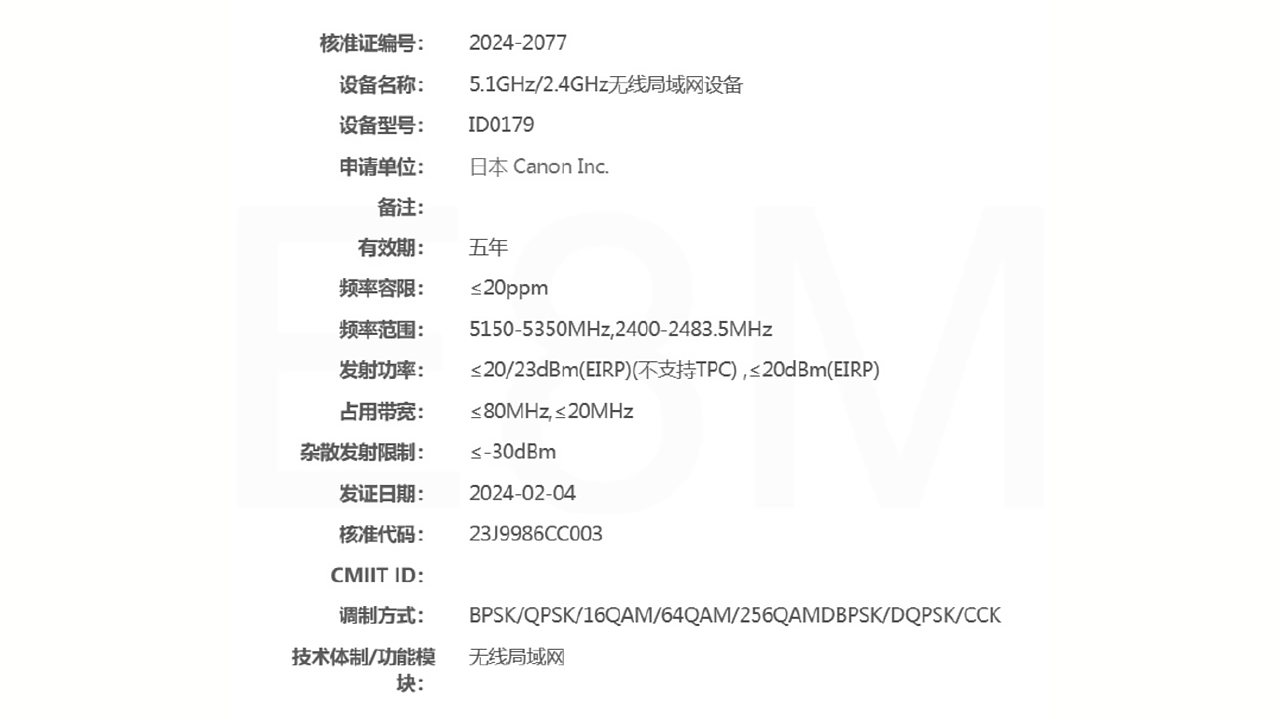 核准证编号： 2024-2077
设备名称： 5.1GHz/2.4GHz无线局域网设备
设备型号： ID0179
申请单位： 日本 Canon Inc.
备注：
有效期： 五年
频率容限： ≤20ppm
频率范围： 5150-5350MHz,2400-2483.5MHz
发射功率： ≤20/23dBm(EIRP)(不支持TPC) ,≤20dBm(EIRP)
占用带宽： ≤80MHz,≤20MHz
杂散发射限制： ≤-30dBm
发证日期： 2024-02-04
核准代码： 23J9986CC003
CMIIT ID：
调制方式： BPSK/QPSK/16QAM/64QAM/256QAMDBPSK/DQPSK/CCK
技术体制/功能模 无线局域网
块：
E8M